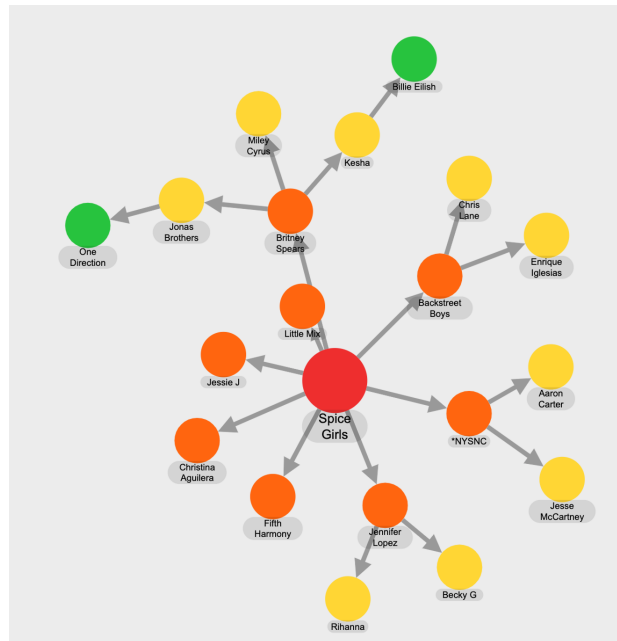 Billie Eilish
Miley
Cyrus
Kesha
Chris
Lane
Jonas
Brothers
Britney
Spears
One
Direction
Enrique
Iglesias
Backstreet
Boys
Little Mix
Jessie J
Aaron
Carter
Spice
Girls
*NYSNC
Christina
Aguilera
Jesse
McCartney
Fifth
Harmony
Jennifer
Lopez
Becky G
Rihanna